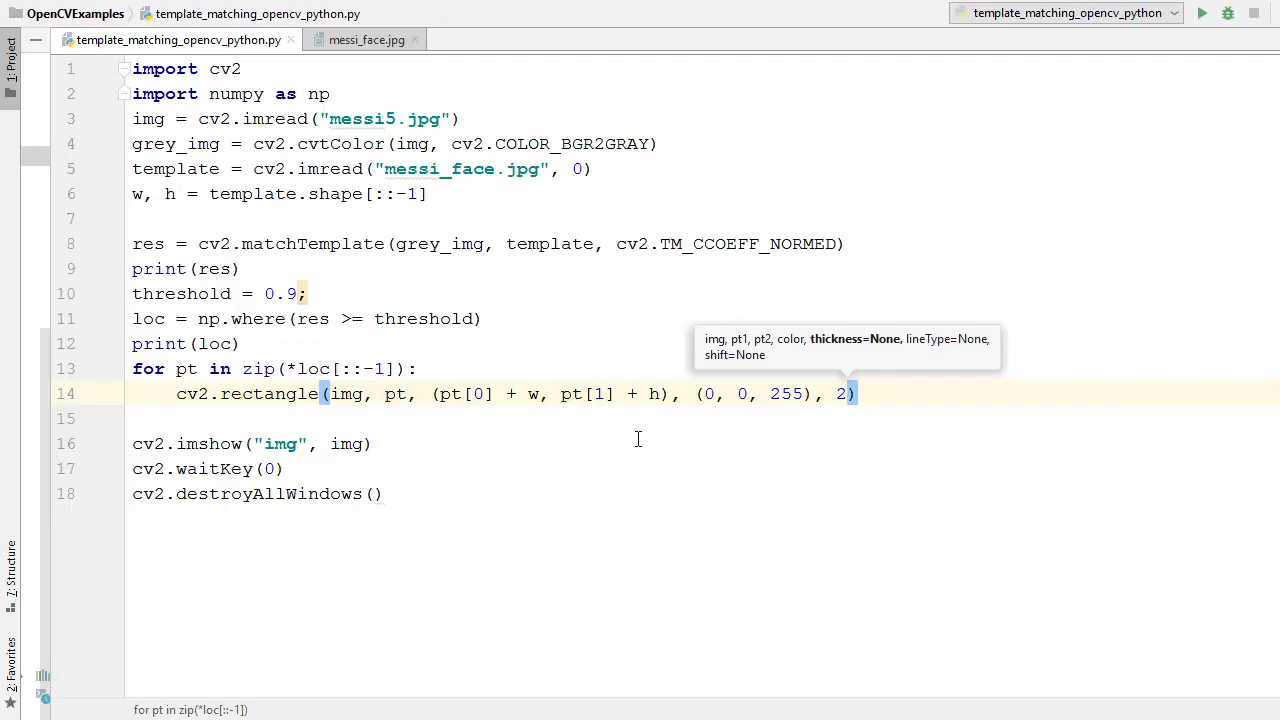 OpenCVExamples template_matching_opencv_python.py template_matching_opencv_python
1: Project
template_matching_opencv_python.py messi_face.jpg
1 import cv2
2 import numpy as np
3 img = cv2.imread("messi5.jpg")
4 grey_img = cv2.cvtColor(img, cv2.COLOR_BGR2GRAY)
5 template = cv2.imread("messi_face.jpg", 0)
6 w, h = template.shape[::-1]
7
8 res = cv2.matchTemplate(grey_img, template, cv2.TM_CCOEFF_NORMED)
9 print(res)
10 threshold = 0.9;
11 loc = np.where(res >= threshold)
12 print(loc)
img, pt1, pt2, color, thickness=None, lineType=None,
shift=None
13 for pt in zip(*loc[::-1]):
14 cv2.rectangle(img, pt, (pt[0] + w, pt[1] + h), (0, 0, 255), 2)
15
16 cv2.imshow("img", img)
17 cv2.waitKey(0)
18 cv2.destroyAllWindows()
7: Structure
2: Favorites
for pt in zip(*loc[::-1])